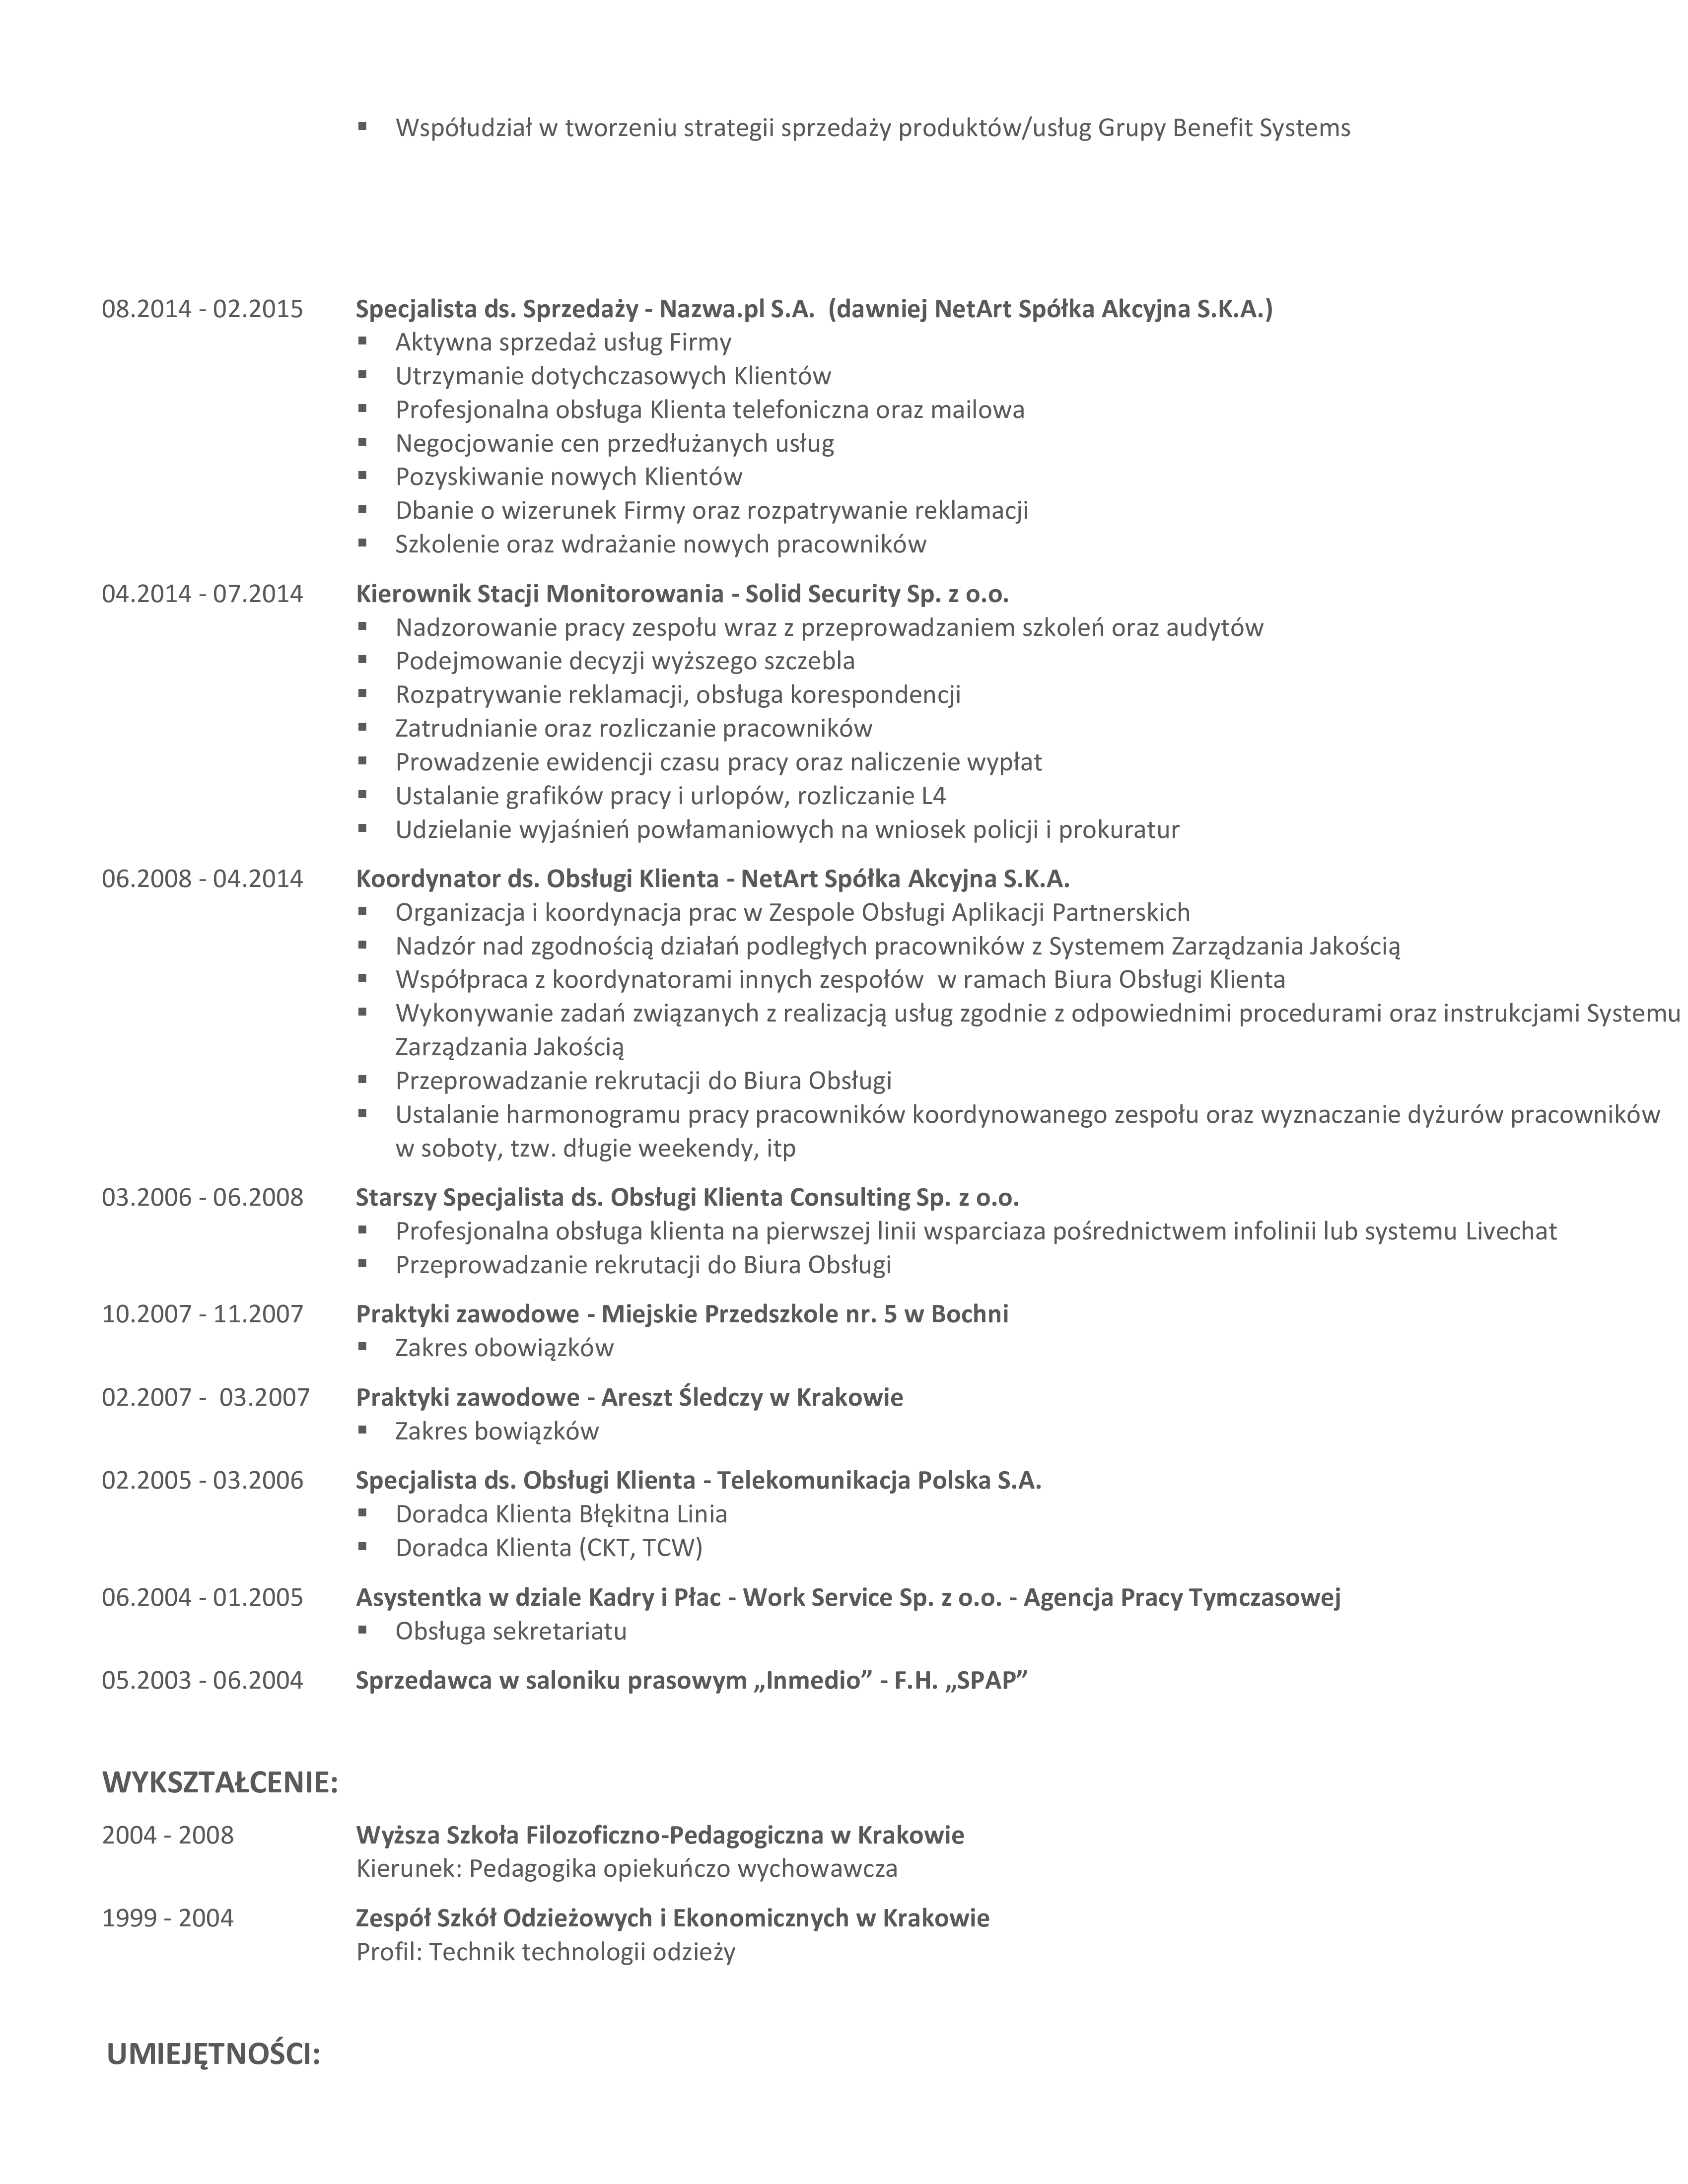 ▪ Współudział w tworzeniu strategii sprzedaży produktów/usług Grupy Benefit Systems
08.2014 - 02.2015 Specjalista ds. Sprzedaży - Nazwa.pl S.A.  (dawniej NetArt Spółka Akcyjna S.K.A.)
▪ Aktywna sprzedaż usług Firmy
▪ Utrzymanie dotychczasowych Klientów
▪ Profesjonalna obsługa Klienta telefoniczna oraz mailowa
▪ Negocjowanie cen przedłużanych usług
▪ Pozyskiwanie nowych Klientów
▪ Dbanie o wizerunek Firmy oraz rozpatrywanie reklamacji
▪ Szkolenie oraz wdrażanie nowych pracowników
04.2014 - 07.2014 Kierownik Stacji Monitorowania - Solid Security Sp. z o.o.
▪ Nadzorowanie pracy zespołu wraz z przeprowadzaniem szkoleń oraz audytów
▪ Podejmowanie decyzji wyższego szczebla
▪ Rozpatrywanie reklamacji, obsługa korespondencji
▪ Zatrudnianie oraz rozliczanie pracowników
▪ Prowadzenie ewidencji czasu pracy oraz naliczenie wypłat
▪ Ustalanie grafików pracy i urlopów, rozliczanie L4
▪ Udzielanie wyjaśnień powłamaniowych na wniosek policji i prokuratur
06.2008 - 04.2014 Koordynator ds. Obsługi Klienta - NetArt Spółka Akcyjna S.K.A.
▪ Organizacja i koordynacja prac w Zespole Obsługi Aplikacji Partnerskich
▪ Nadzór nad zgodnością działań podległych pracowników z Systemem Zarządzania Jakością
▪ Współpraca z koordynatorami innych zespołów  w ramach Biura Obsługi Klienta
▪ Wykonywanie zadań związanych z realizacją usług zgodnie z odpowiednimi procedurami oraz instrukcjami Systemu
Zarządzania Jakością
▪ Przeprowadzanie rekrutacji do Biura Obsługi
▪ Ustalanie harmonogramu pracy pracowników koordynowanego zespołu oraz wyznaczanie dyżurów pracowników
w soboty, tzw. długie weekendy, itp
03.2006 - 06.2008 Starszy Specjalista ds. Obsługi Klienta Consulting Sp. z o.o.
▪ Profesjonalna obsługa klienta na pierwszej linii wsparciaza pośrednictwem infolinii lub systemu Livechat
▪ Przeprowadzanie rekrutacji do Biura Obsługi
10.2007 - 11.2007 Praktyki zawodowe - Miejskie Przedszkole nr. 5 w Bochni
▪ Zakres obowiązków
02.2007 -  03.2007 Praktyki zawodowe - Areszt Śledczy w Krakowie
▪ Zakres bowiązków
02.2005 - 03.2006 Specjalista ds. Obsługi Klienta - Telekomunikacja Polska S.A.
▪ Doradca Klienta Błękitna Linia
▪ Doradca Klienta (CKT, TCW)
06.2004 - 01.2005 Asystentka w dziale Kadry i Płac - Work Service Sp. z o.o. - Agencja Pracy Tymczasowej
▪ Obsługa sekretariatu
05.2003 - 06.2004 Sprzedawca w saloniku prasowym „Inmedio” - F.H. „SPAP”
WYKSZTAŁCENIE:
2004 - 2008 Wyższa Szkoła Filozoficzno-Pedagogiczna w Krakowie
Kierunek: Pedagogika opiekuńczo wychowawcza
1999 - 2004 Zespół Szkół Odzieżowych i Ekonomicznych w Krakowie
Profil: Technik technologii odzieży
UMIEJĘTNOŚCI: